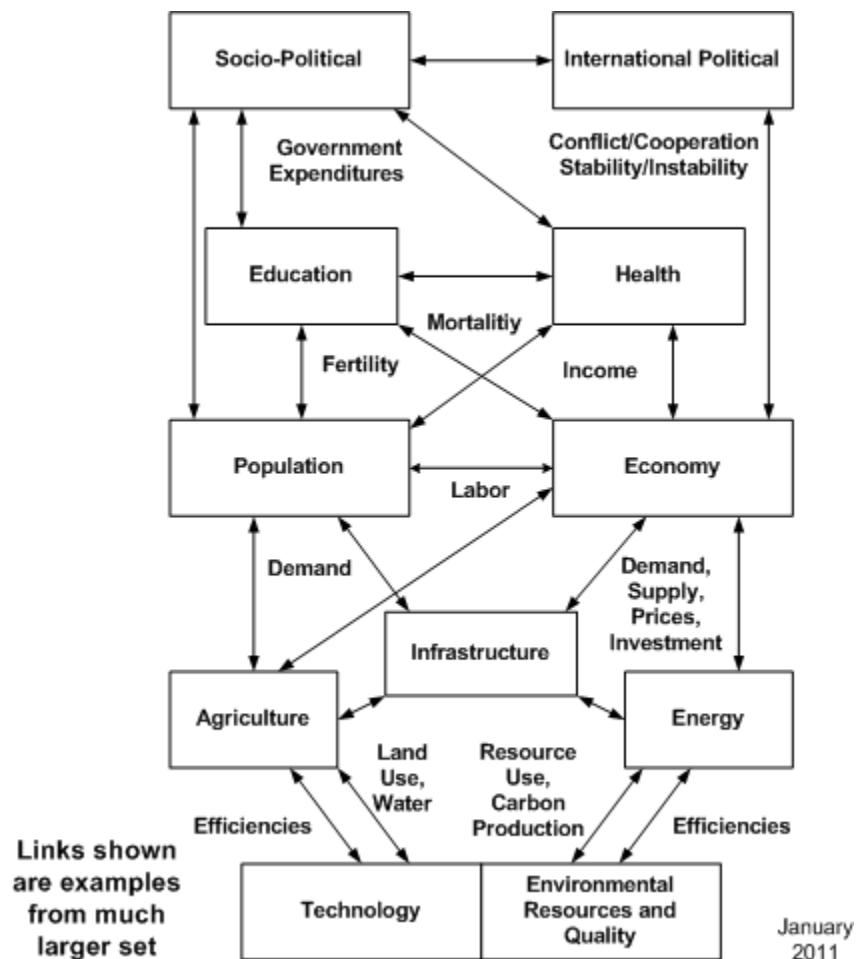 Socio-Political
International Political
Government
Expenditures
Conflict/Cooperation
Stability/Instability
Education
Health
Mortalitiy
Fertility
Income
Population
Economy
Labor
Demand
Demand,
Supply,
Prices,
Investment
Infrastructure
Agriculture
Energy
Land
Use,
Water
Resource
Use,
Carbon
Production
Efficiencies
Efficiencies
Links shown
are examples
from much
larger set
Technology
Environmental
Resources and
Quality
January
2011